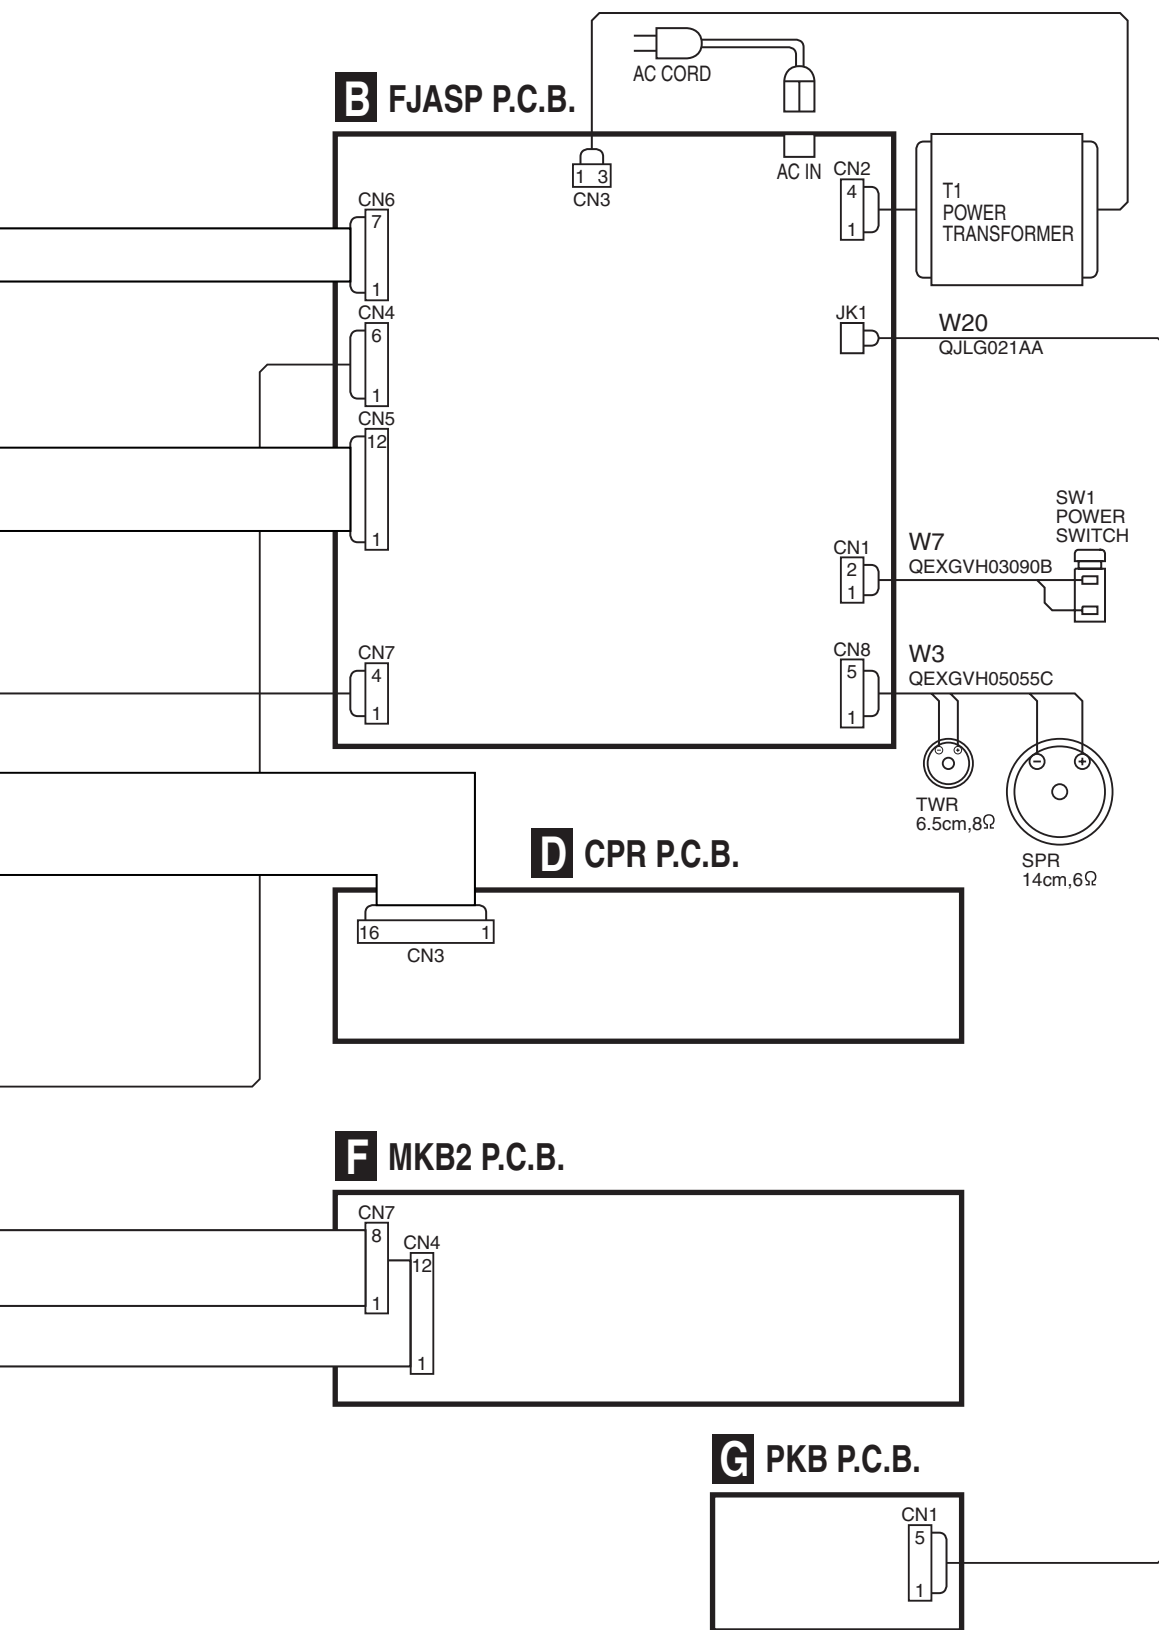 AC CORD
B FJASP P.C.B.
AC IN
1 3
CN3
CN2
4
1
T1
POWER
TRANSFORMER
CN6
7
1
CN4
6
1
JK1
W20
QJLG021AA
CN5
12
1
SW1
POWER
SWITCH
CN1
2
1
W7
QEXGVH03090B
CN7
4
1
CN8
5
1
W3
QEXGVH05055C
− +
− +
TWR
6.5cm,8Ω
SPR
14cm,6Ω
D CPR P.C.B.
16 1
CN3
F MKB2 P.C.B.
CN7
8
1
CN4
12
1
G PKB P.C.B.
CN1
5
1